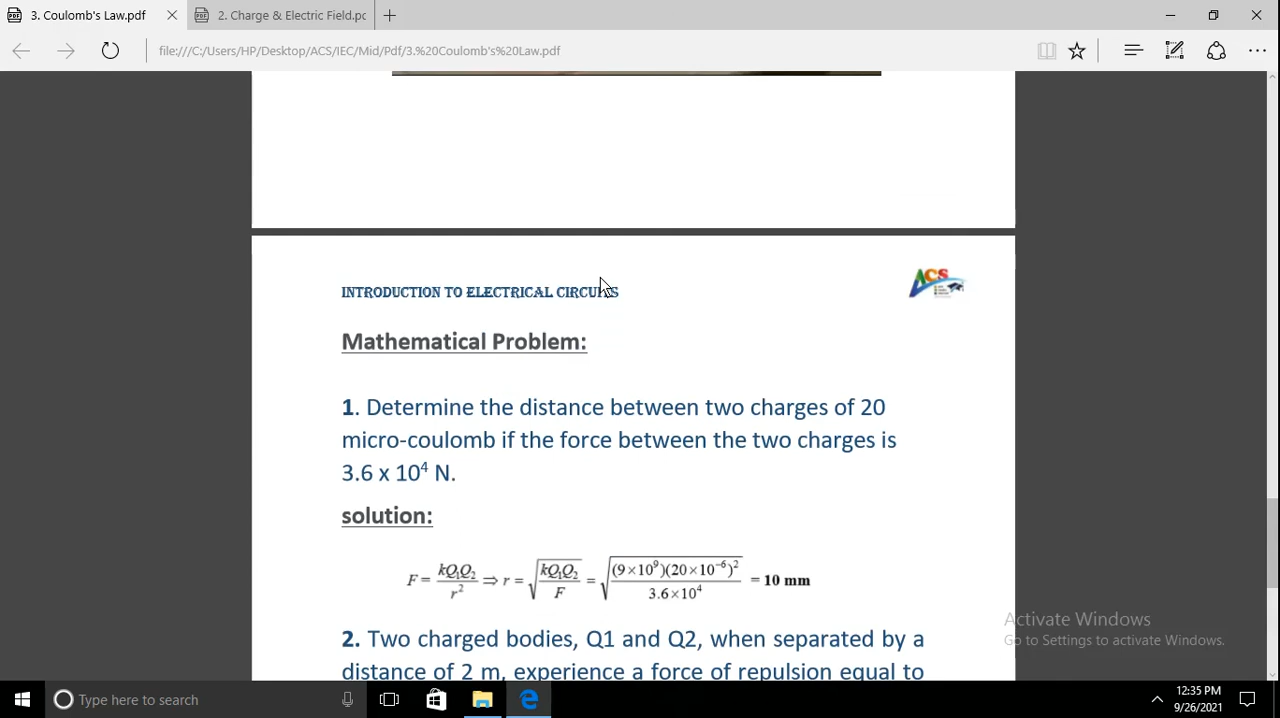 3. Coulomb's Law.pdf
2. Charge & Electric Field.pc
file:///C:/Users/HP/Desktop/ACS/IEC/Mid/Pdf/3.%20Coulomb's%20Law.pdf
INTRODUCTION TO ELECTRICAL CIRCUITS
ACS
Mathematical Problem:
1. Determine the distance between two charges of 20
micro-coulomb if the force between the two charges is
3.6 x 10⁴ N.
solution:
F = kQ₁Q₂/r² ⇒ r = √(kQ₁Q₂/F) = √((9×10⁹)(20×10⁻⁶)²/3.6×10⁴) = 10 mm
2. Two charged bodies, Q1 and Q2, when separated by a
distance of 2 m, experience a force of repulsion equal to
Activate Windows
Go to Settings to activate Windows.
Type here to search
12:35 PM
9/26/2021